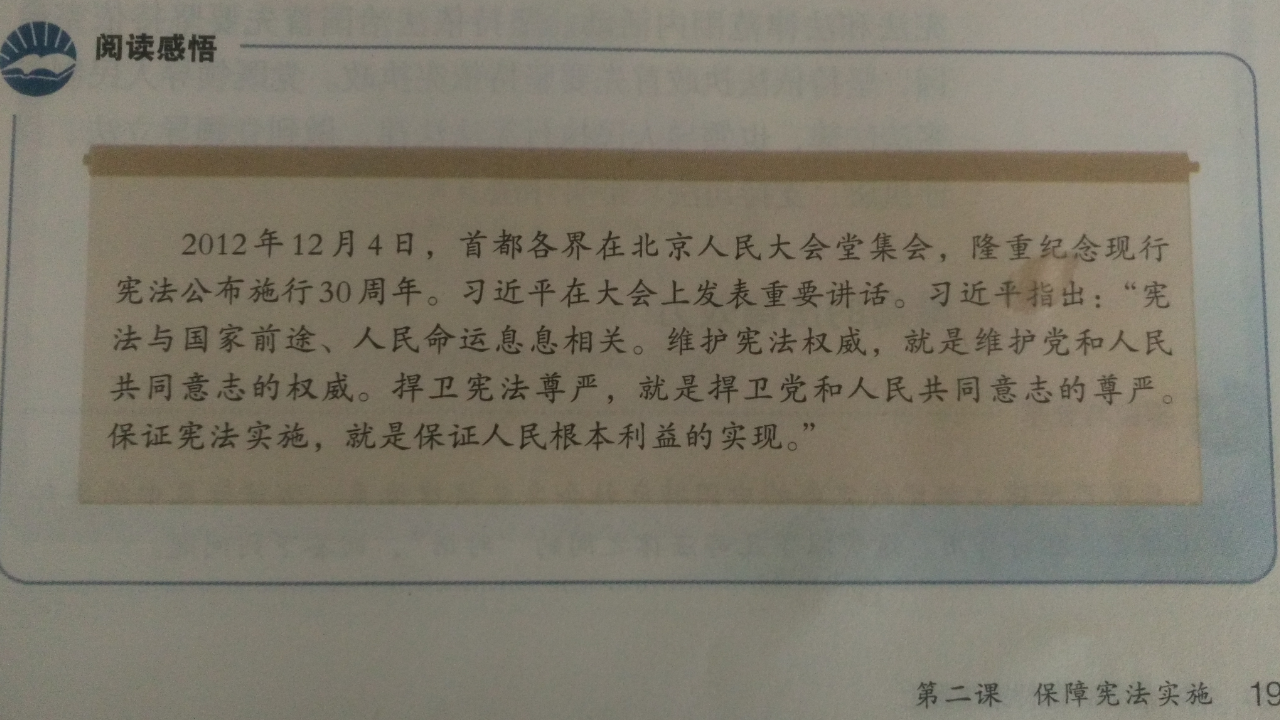 阅读感悟
2012年12月4日，首都各界在北京人民大会堂集会，隆重纪念现行
宪法公布施行30周年。习近平在大会上发表重要讲话。习近平指出：“宪
法与国家前途、人民命运息息相关。维护宪法权威，就是维护党和人民
共同意志的权威。捍卫宪法尊严，就是捍卫党和人民共同意志的尊严。
保证宪法实施，就是保证人民根本利益的实现。”
第二课 保障宪法实施 19